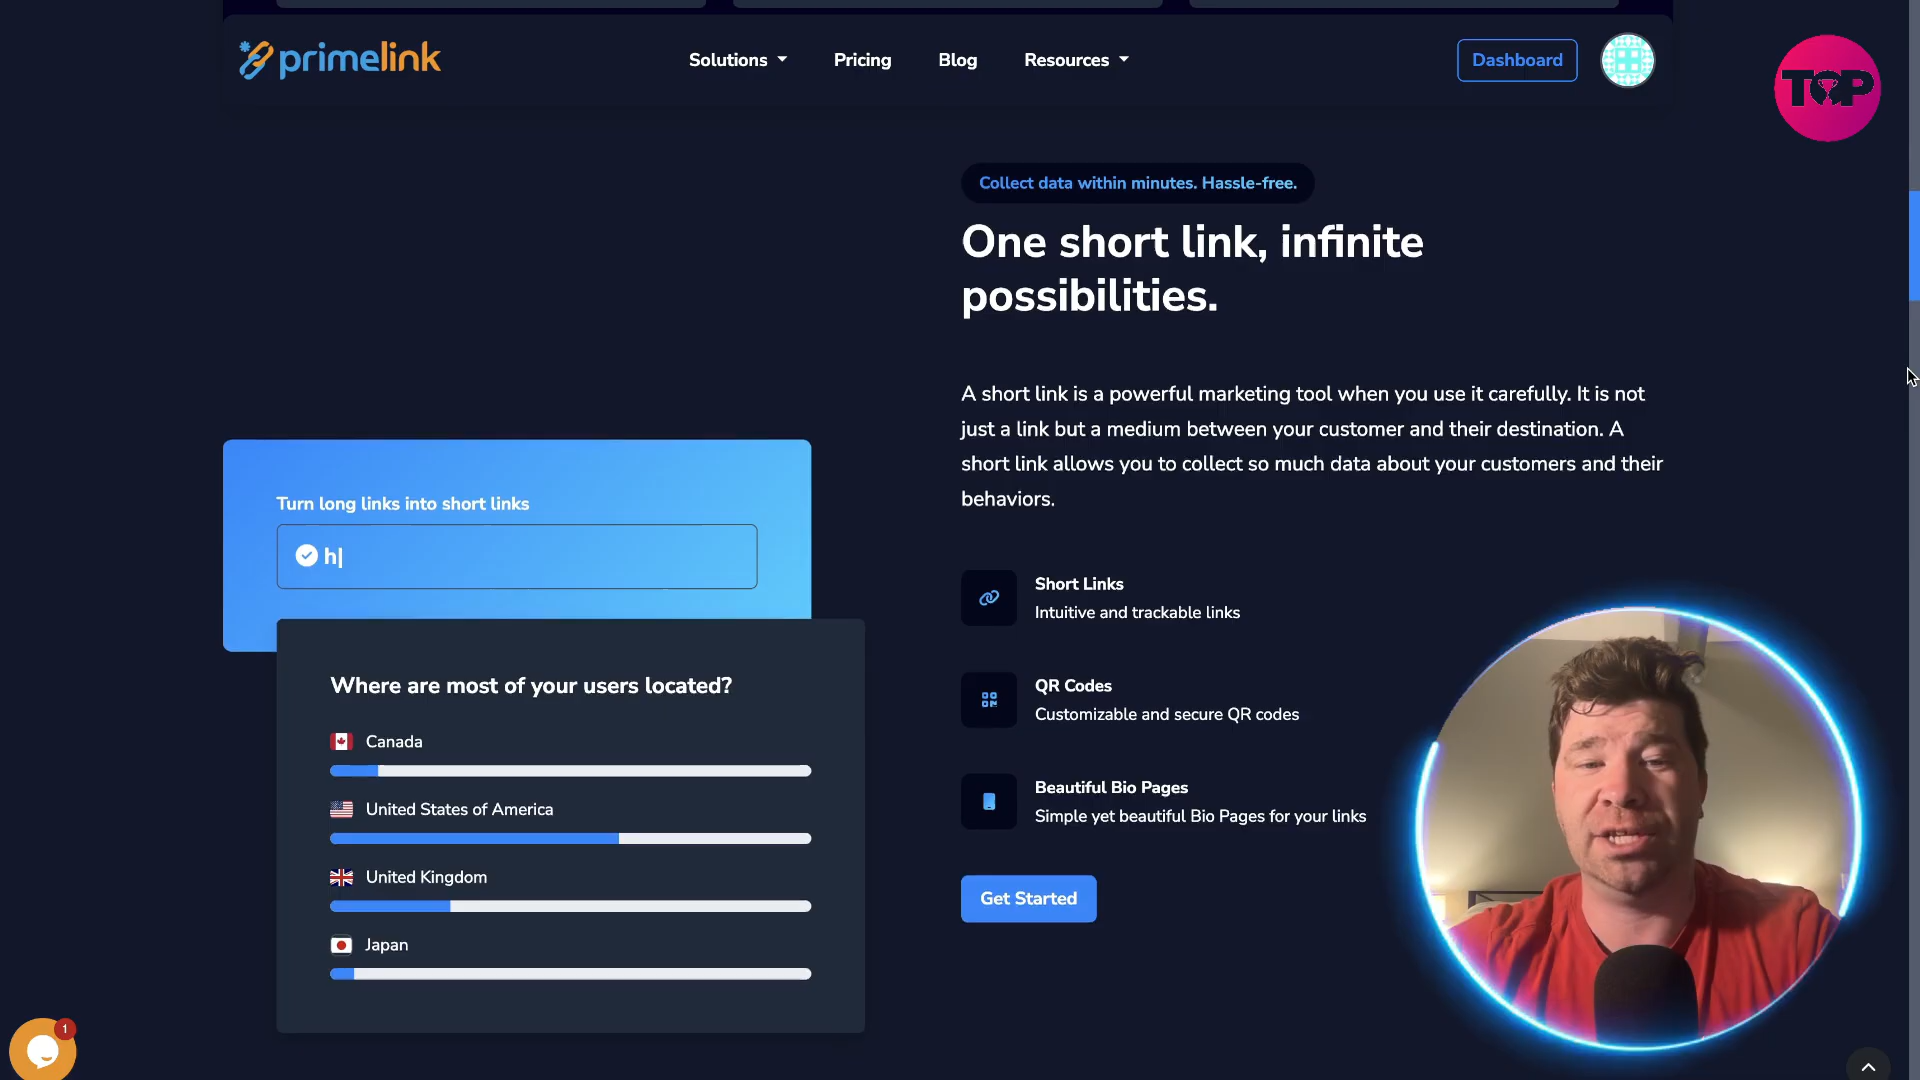 primelink
Solutions
Pricing
Blog
Resources
Dashboard
TOP
Collect data within minutes. Hassle-free.
One short link, infinite
possibilities.
A short link is a powerful marketing tool when you use it carefully. It is not
just a link but a medium between your customer and their destination. A
short link allows you to collect so much data about your customers and their
behaviors.
Turn long links into short links
h|
Where are most of your users located?
Canada
United States of America
United Kingdom
Japan
Short Links
Intuitive and trackable links
QR Codes
Customizable and secure QR codes
Beautiful Bio Pages
Simple yet beautiful Bio Pages for your links
Get Started
1